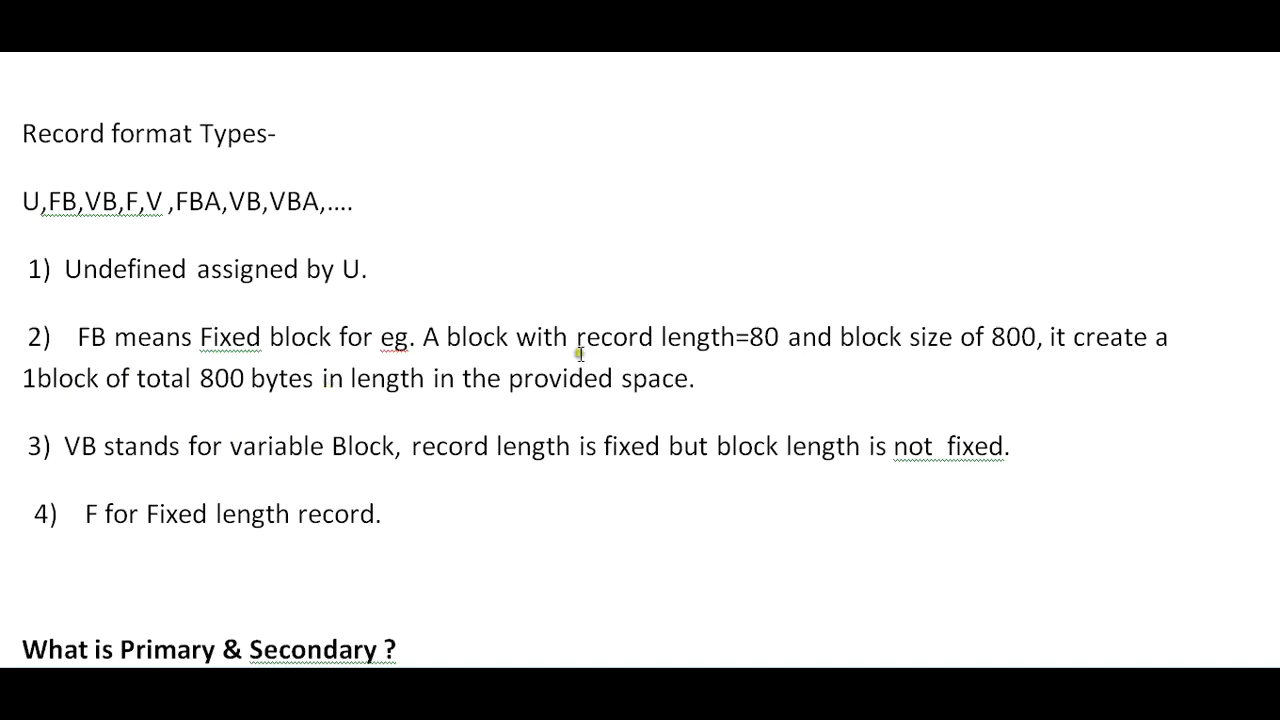 Record format Types-
U,FB,VB,F,V ,FBA,VB,VBA,....
1) Undefined assigned by U.
2) FB means Fixed block for eg. A block with record length=80 and block size of 800, it create a
1block of total 800 bytes in length in the provided space.
3) VB stands for variable Block, record length is fixed but block length is not fixed.
4) F for Fixed length record.
What is Primary & Secondary ?